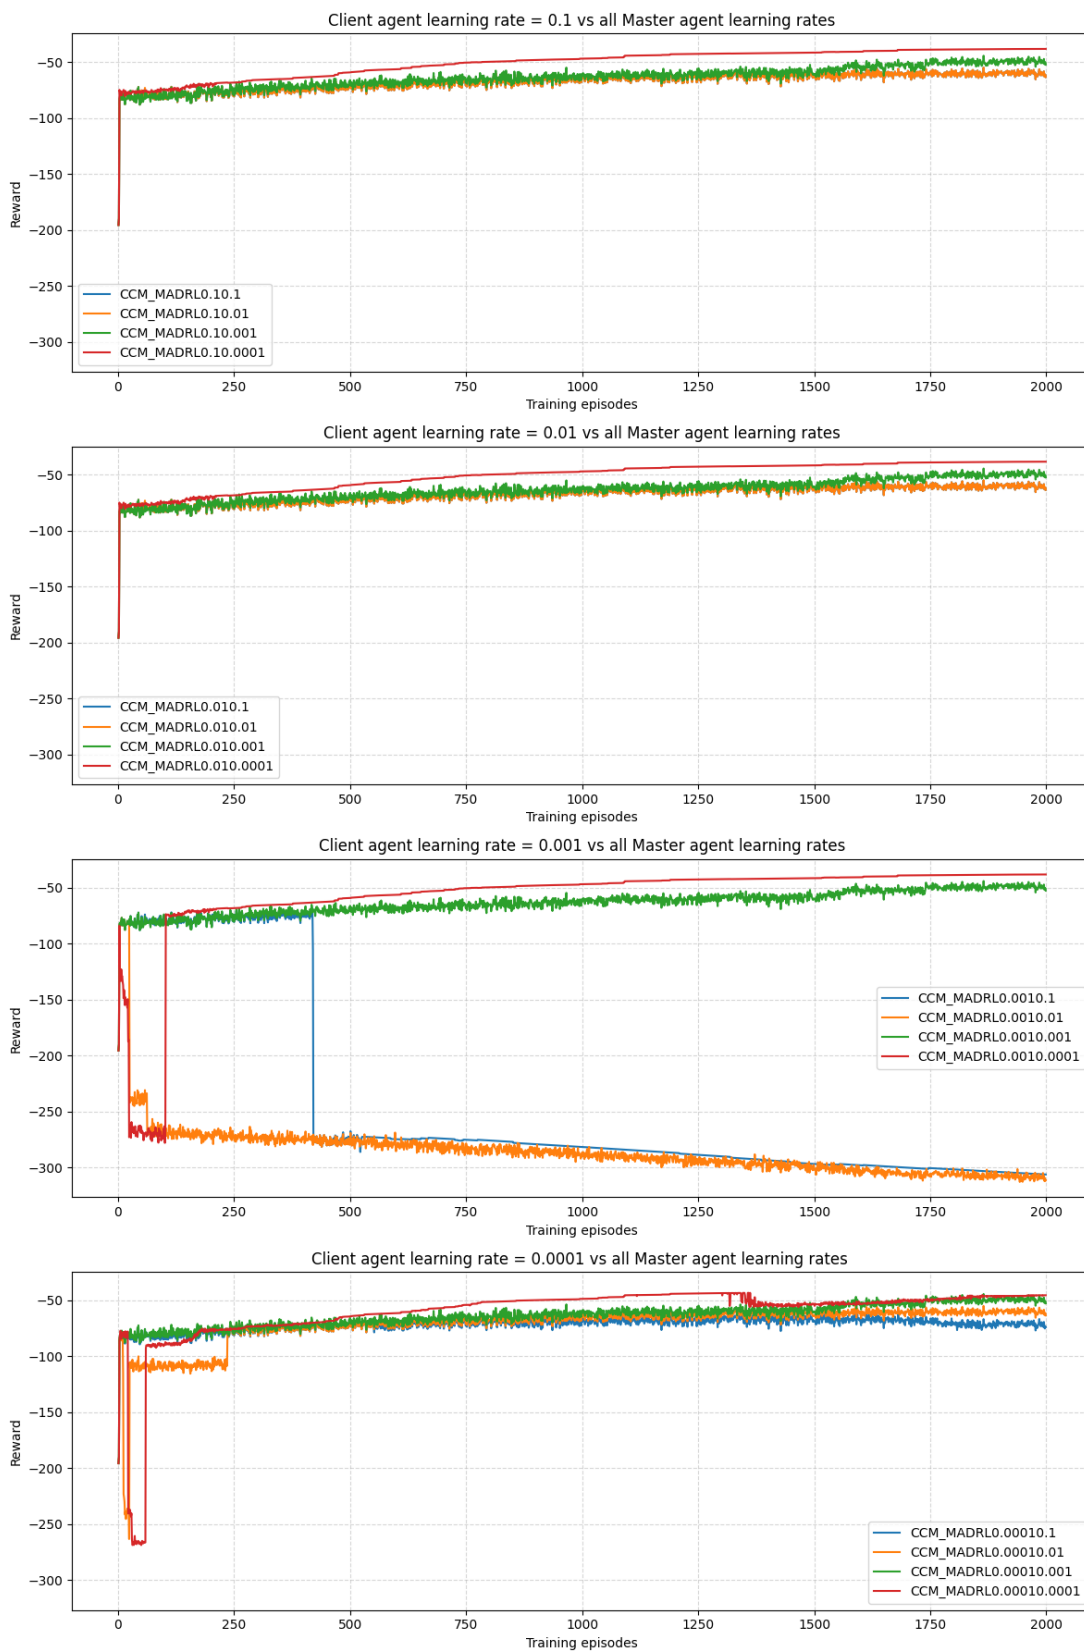 Client agent learning rate = 0.1 vs all Master agent learning rates
Reward
−50
−100
−150
−200
−250
−300
CCM_MADRL0.10.1
CCM_MADRL0.10.01
CCM_MADRL0.10.001
CCM_MADRL0.10.0001
0 250 500 750 1000 1250 1500 1750 2000
Training episodes
Client agent learning rate = 0.01 vs all Master agent learning rates
Reward
−50
−100
−150
−200
−250
−300
CCM_MADRL0.010.1
CCM_MADRL0.010.01
CCM_MADRL0.010.001
CCM_MADRL0.010.0001
0 250 500 750 1000 1250 1500 1750 2000
Training episodes
Client agent learning rate = 0.001 vs all Master agent learning rates
Reward
−50
−100
−150
−200
−250
−300
CCM_MADRL0.0010.1
CCM_MADRL0.0010.01
CCM_MADRL0.0010.001
CCM_MADRL0.0010.0001
0 250 500 750 1000 1250 1500 1750 2000
Training episodes
Client agent learning rate = 0.0001 vs all Master agent learning rates
Reward
−50
−100
−150
−200
−250
−300
CCM_MADRL0.00010.1
CCM_MADRL0.00010.01
CCM_MADRL0.00010.001
CCM_MADRL0.00010.0001
0 250 500 750 1000 1250 1500 1750 2000
Training episodes